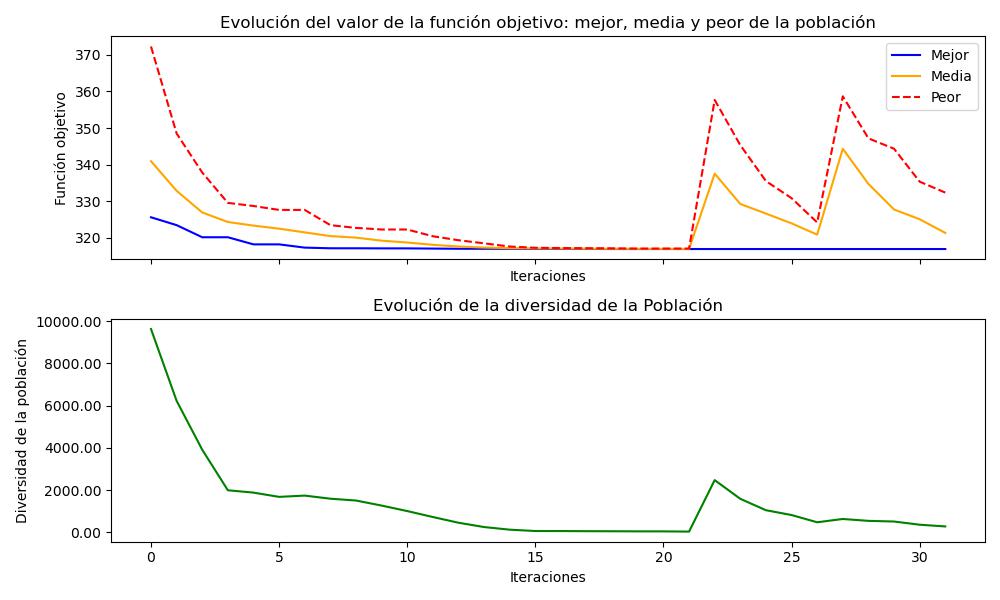 Evolución del valor de la función objetivo: mejor, media y peor de la población
370
360
350
340
330
320
Función objetivo
Mejor
Media
Peor
Iteraciones
Evolución de la diversidad de la Población
10000.00
8000.00
6000.00
4000.00
2000.00
0.00
Diversidad de la población
0 5 10 15 20 25 30
Iteraciones